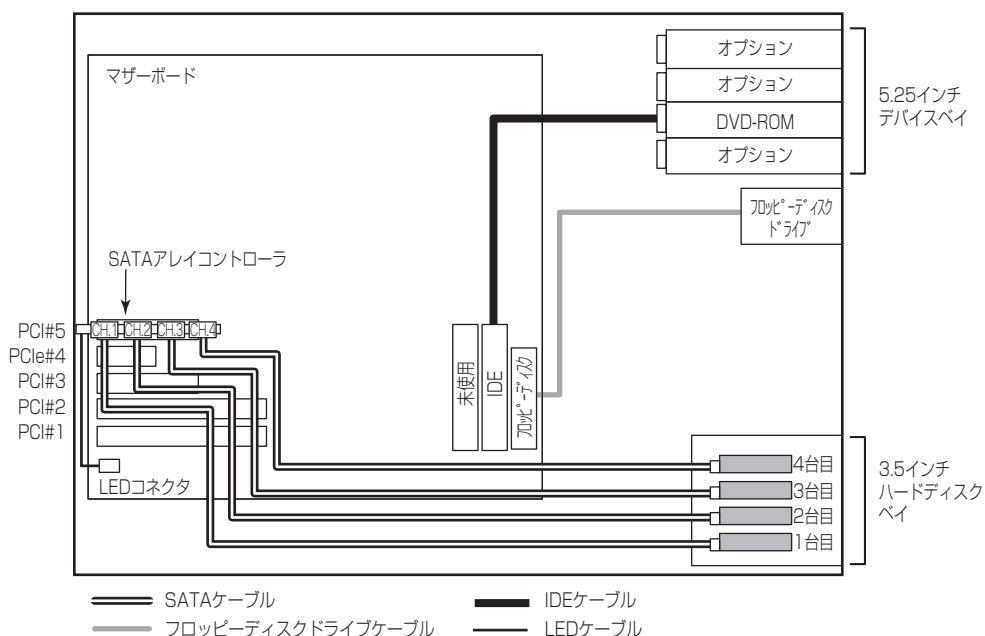 マザーボード
オプション
オプション
DVD-ROM
オプション
5.25インチ
デバイスベイ
フロッピーディスク
ドライブ
SATAアレイコントローラ
PCI#5
CH.1
CH.2
CH.3
CH.4
PCIe#4
PCI#3
PCI#2
PCI#1
未使用
IDE
フロッピーディスク
LEDコネクタ
4台目
3台目
2台目
1台目
3.5インチ
ハードディスク
ベイ
SATAケーブル
IDEケーブル
フロッピーディスクドライブケーブル
LEDケーブル